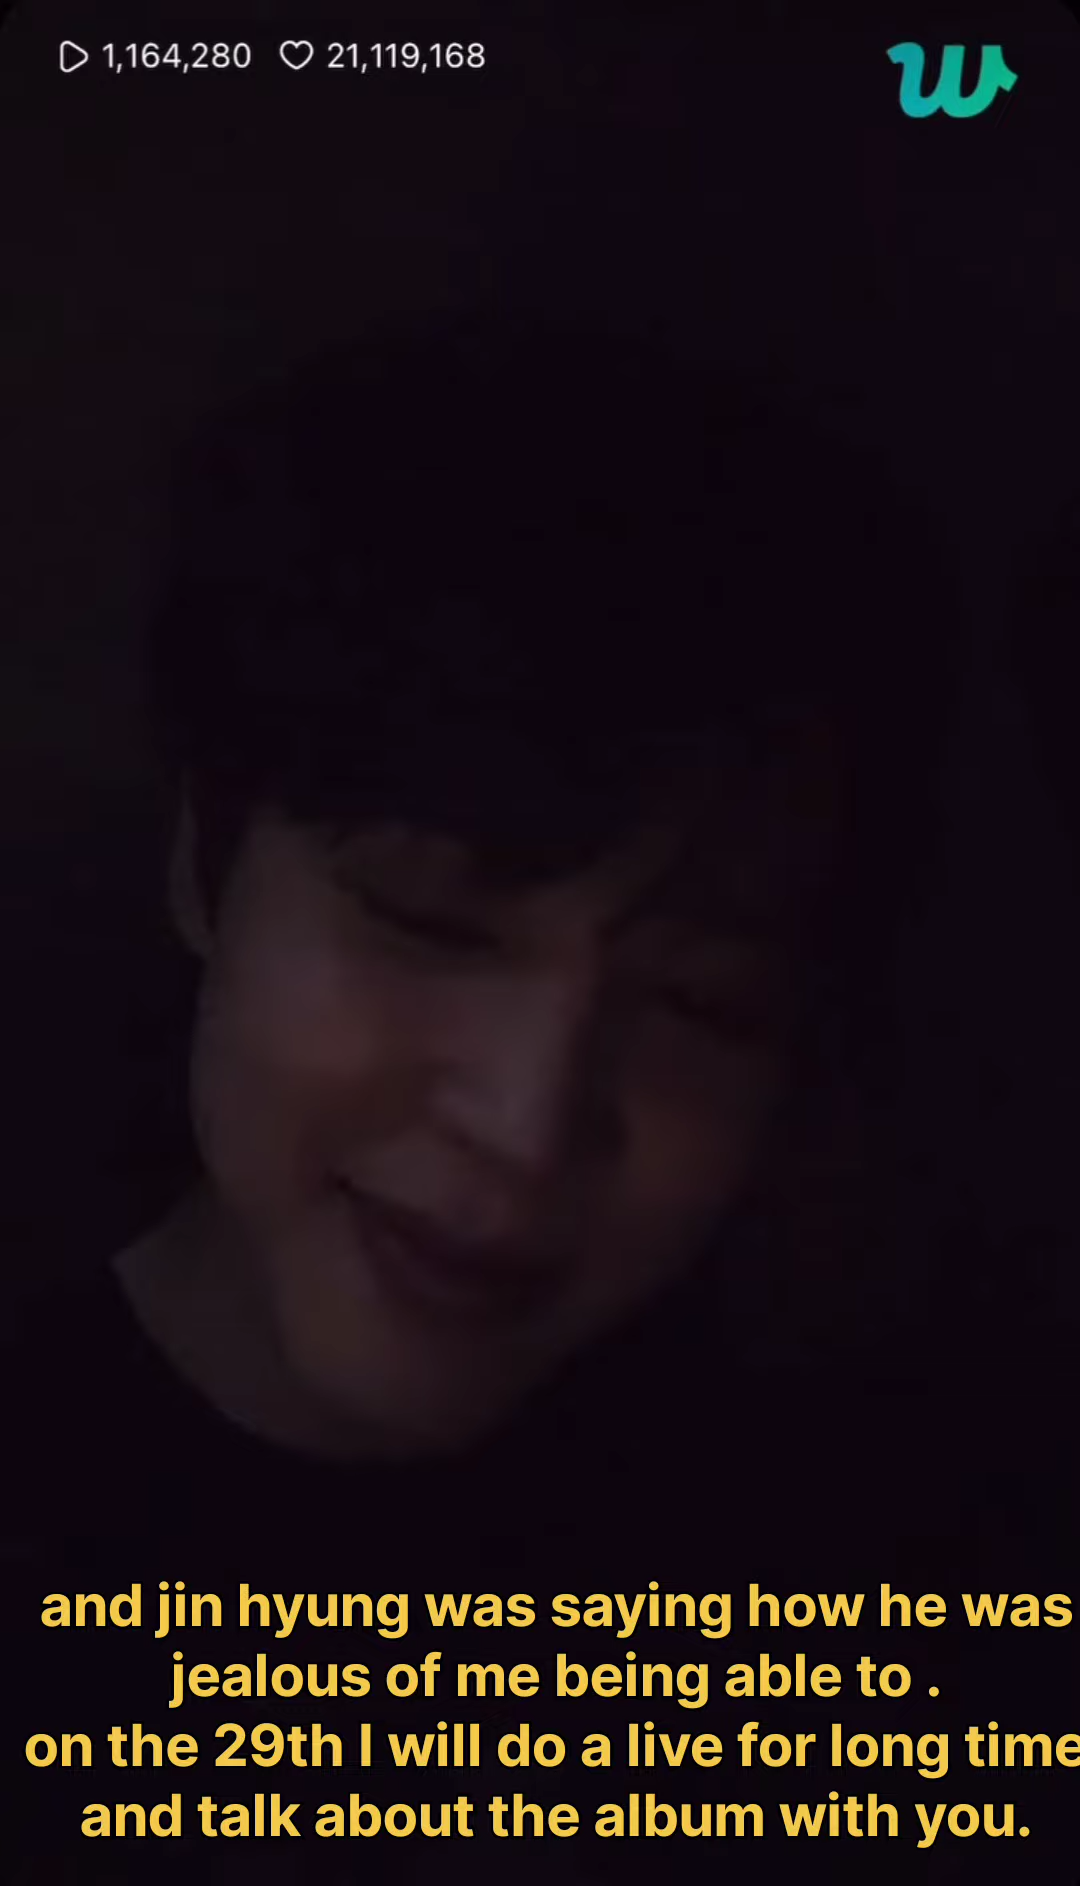 1,164,280 21,119,168
and jin hyung was saying how he was
jealous of me being able to .
on the 29th I will do a live for long time
and talk about the album with you.